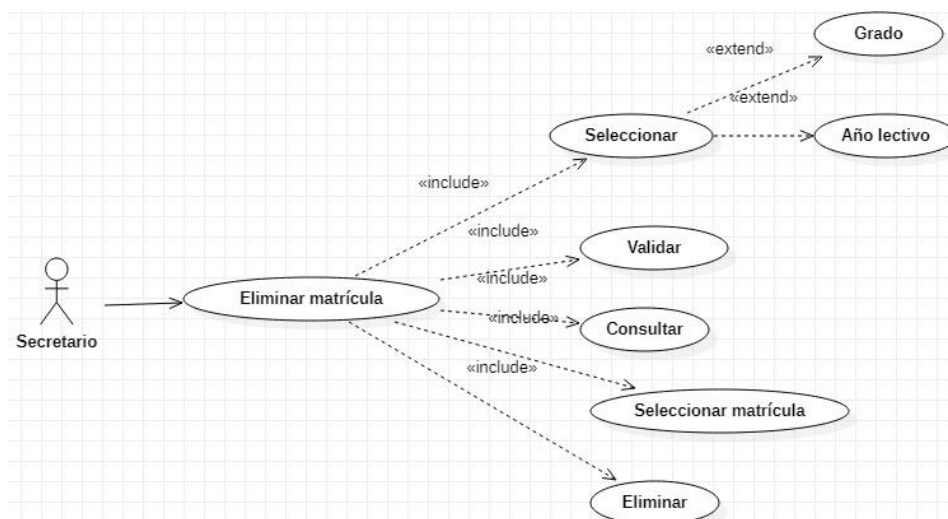 Grado
«extend»
«extend»
Seleccionar
Año lectivo
«include»
«include»
Validar
«include»
Eliminar matrícula
«include»
Consultar
Secretario
«include»
Seleccionar matrícula
Eliminar